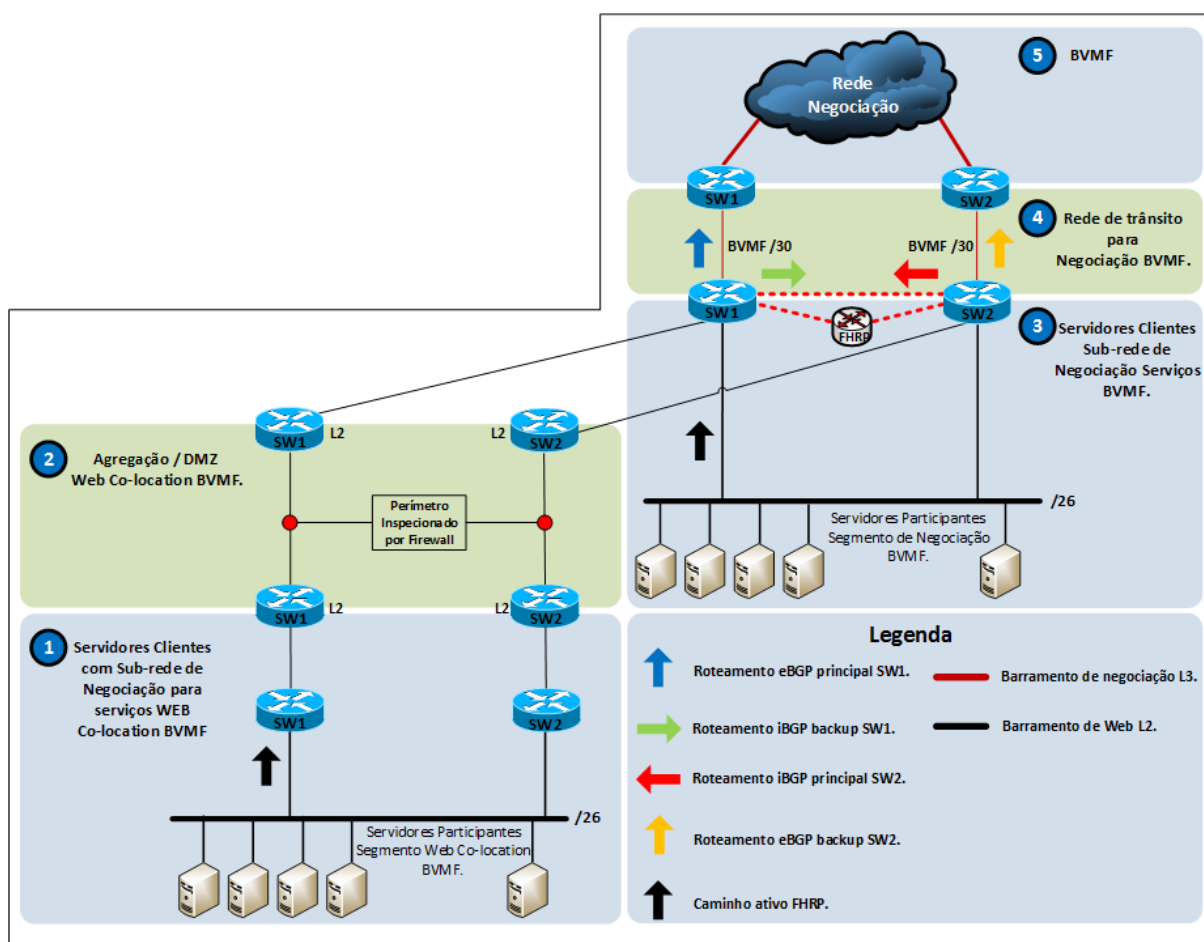 5
BVMF
Rede
Negociação
SW1
SW2
4
Rede de trânsito
para
Negociação BVMF.
BVMF /30
BVMF /30
SW1
SW2
FHRP
3
Servidores Clientes
Sub-rede de
Negociação Serviços
BVMF.
SW1
L2
L2
SW2
2
Agregação / DMZ
Web Co-location BVMF.
Perímetro
Inspecionado
por Firewall
/26
Servidores Participantes
Segmento de Negociação
BVMF.
SW1
L2
L2
SW2
1
Servidores Clientes
com Sub-rede de
Negociação para
serviços WEB
Co-location BVMF
SW1
SW2
/26
Servidores Participantes
Segmento Web Co-location
BVMF.
Legenda
Roteamento eBGP principal SW1.
Barramento de negociação L3.
Roteamento iBGP backup SW1.
Barramento de Web L2.
Roteamento iBGP principal SW2.
Roteamento eBGP backup SW2.
Caminho ativo FHRP.